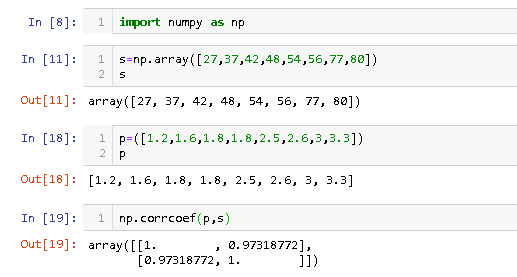 In [8]: 1 import numpy as np
In [11]: 1 s=np.array([27,37,42,48,54,56,77,80])
2 s
Out[11]: array([27, 37, 42, 48, 54, 56, 77, 80])
In [18]: 1 p=([1.2,1.6,1.8,1.8,2.5,2.6,3,3.3])
2 p
Out[18]: [1.2, 1.6, 1.8, 1.8, 2.5, 2.6, 3, 3.3]
In [19]: 1 np.corrcoef(p,s)
Out[19]: array([[1.        , 0.97318772],
[0.97318772, 1.        ]])